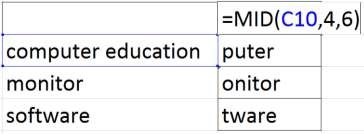 =MID(C10,4,6)
computer education puter
monitor onitor
software tware